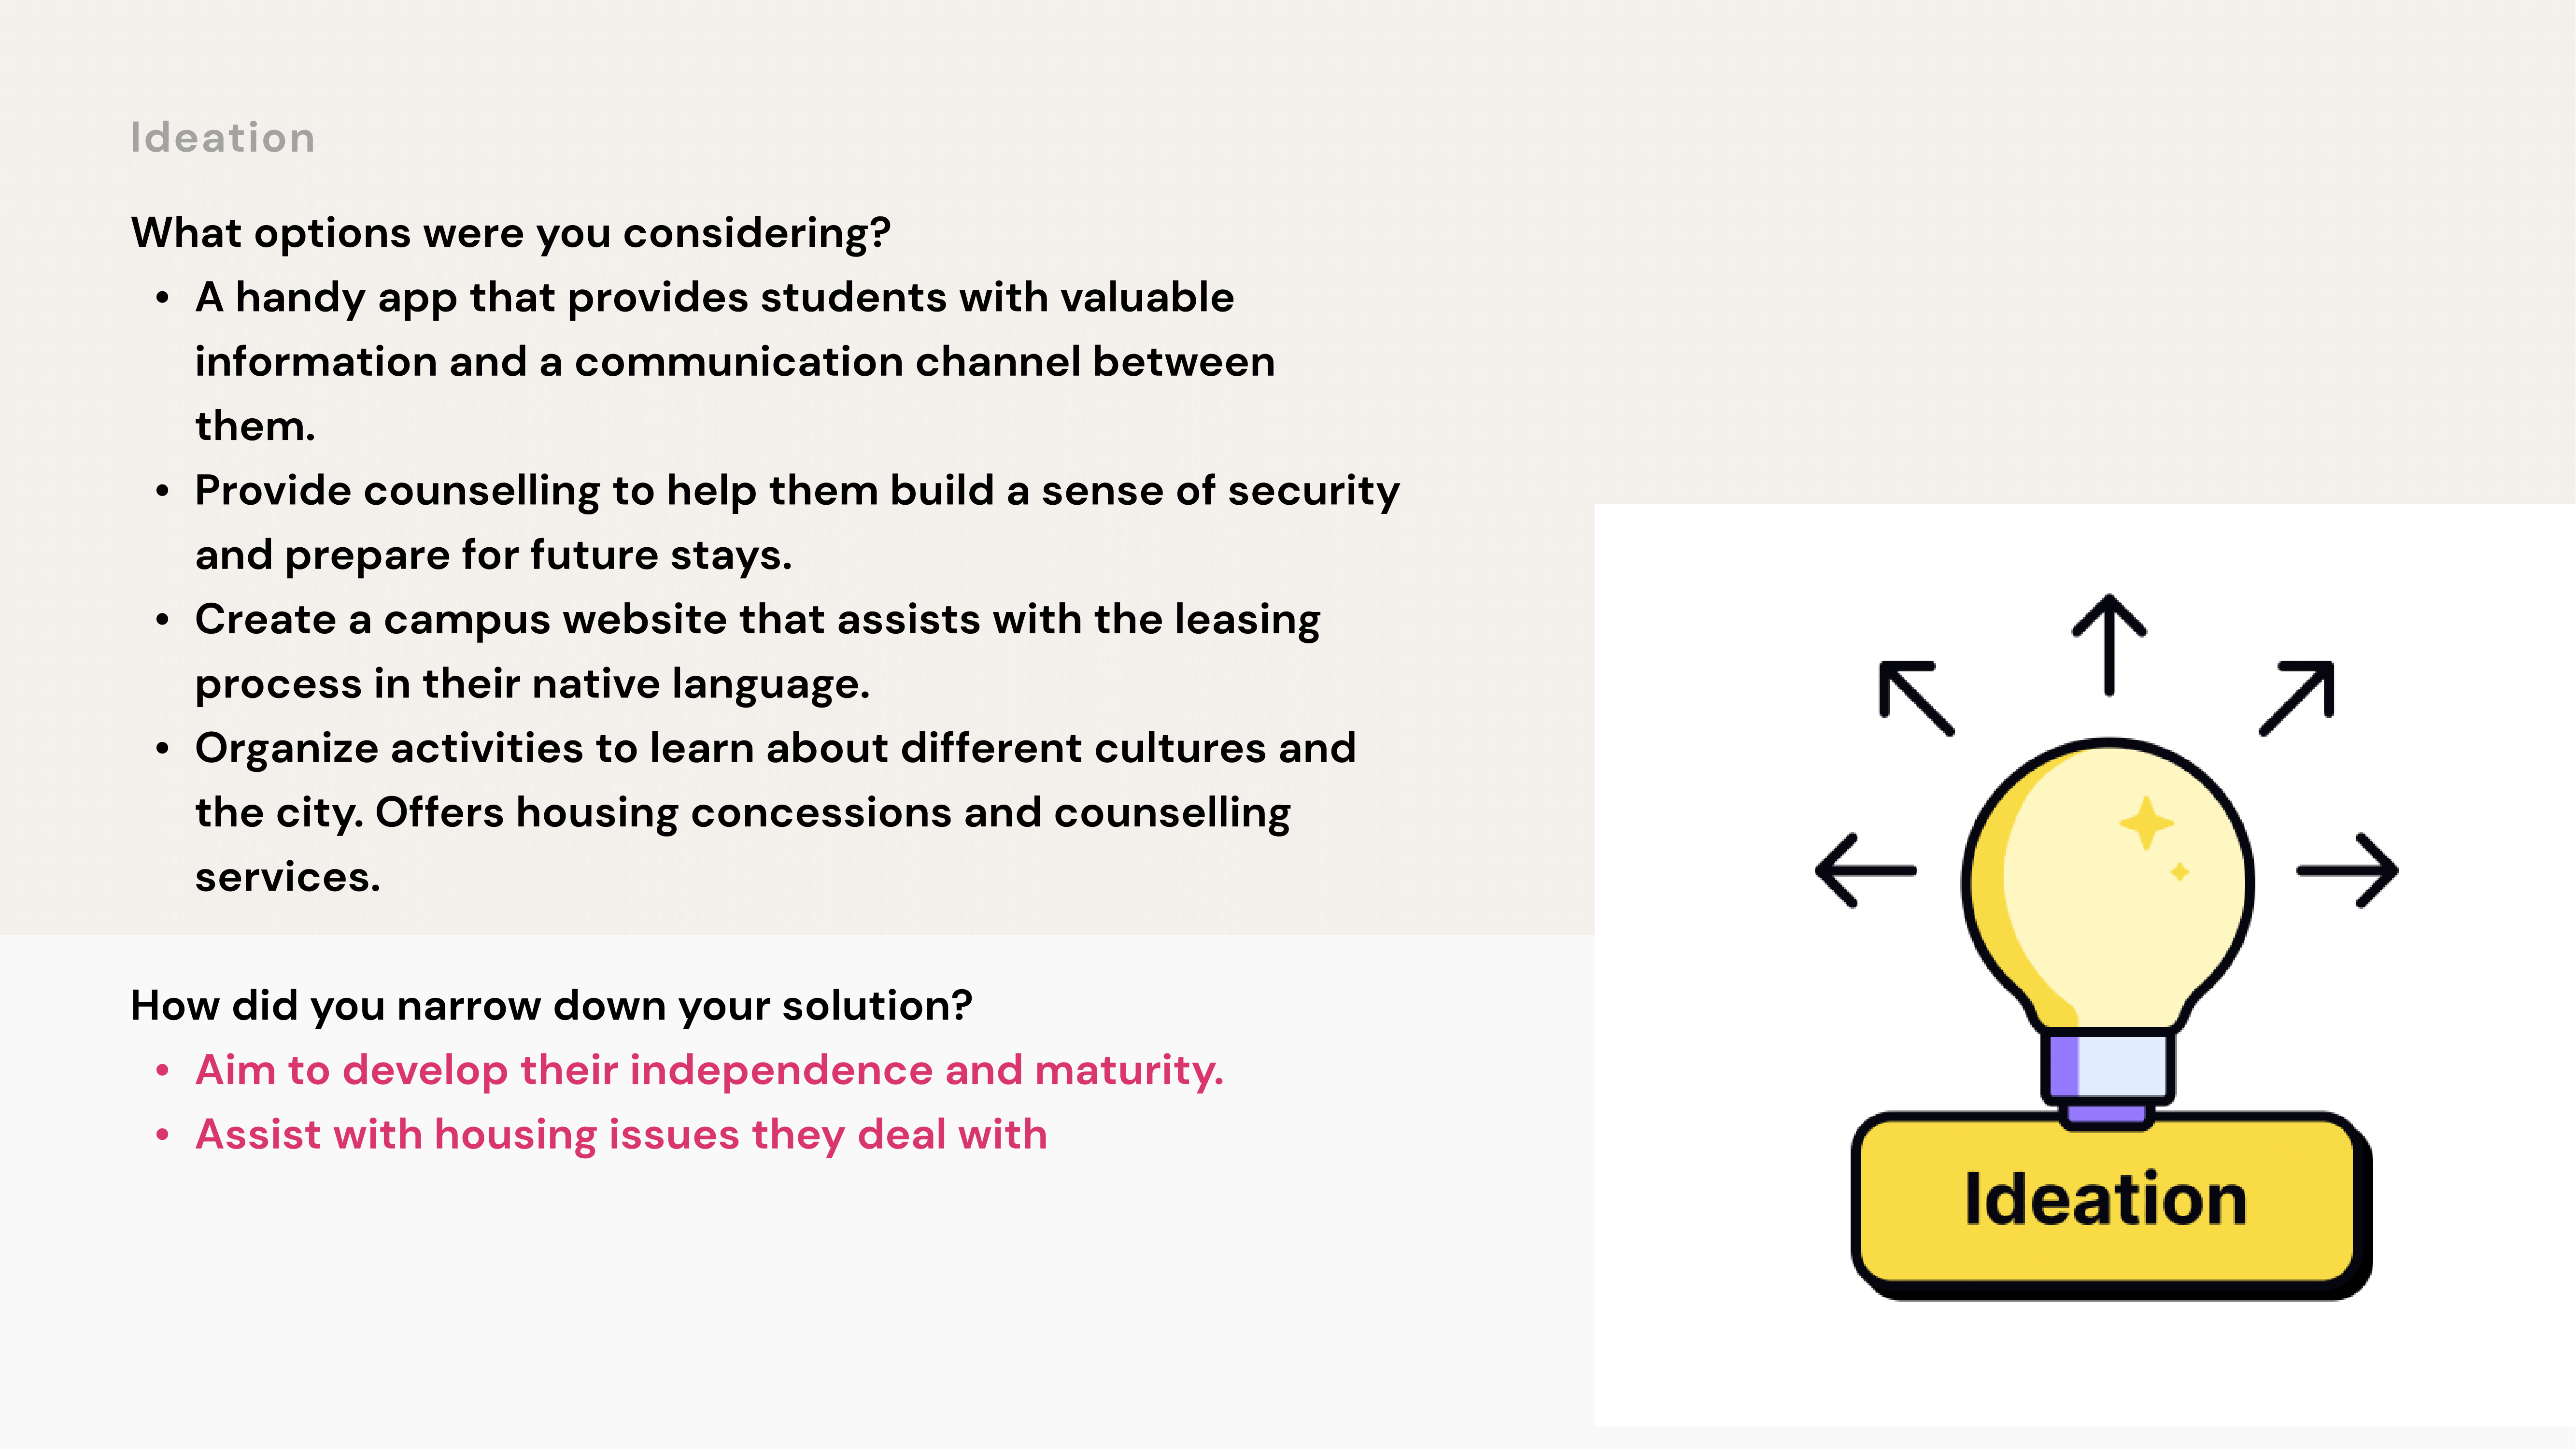 Ideation
What options were you considering?
• A handy app that provides students with valuable
information and a communication channel between
them.
• Provide counselling to help them build a sense of security
and prepare for future stays.
• Create a campus website that assists with the leasing
process in their native language.
• Organize activities to learn about different cultures and
the city. Offers housing concessions and counselling
services.
How did you narrow down your solution?
• Aim to develop their independence and maturity.
• Assist with housing issues they deal with
Ideation